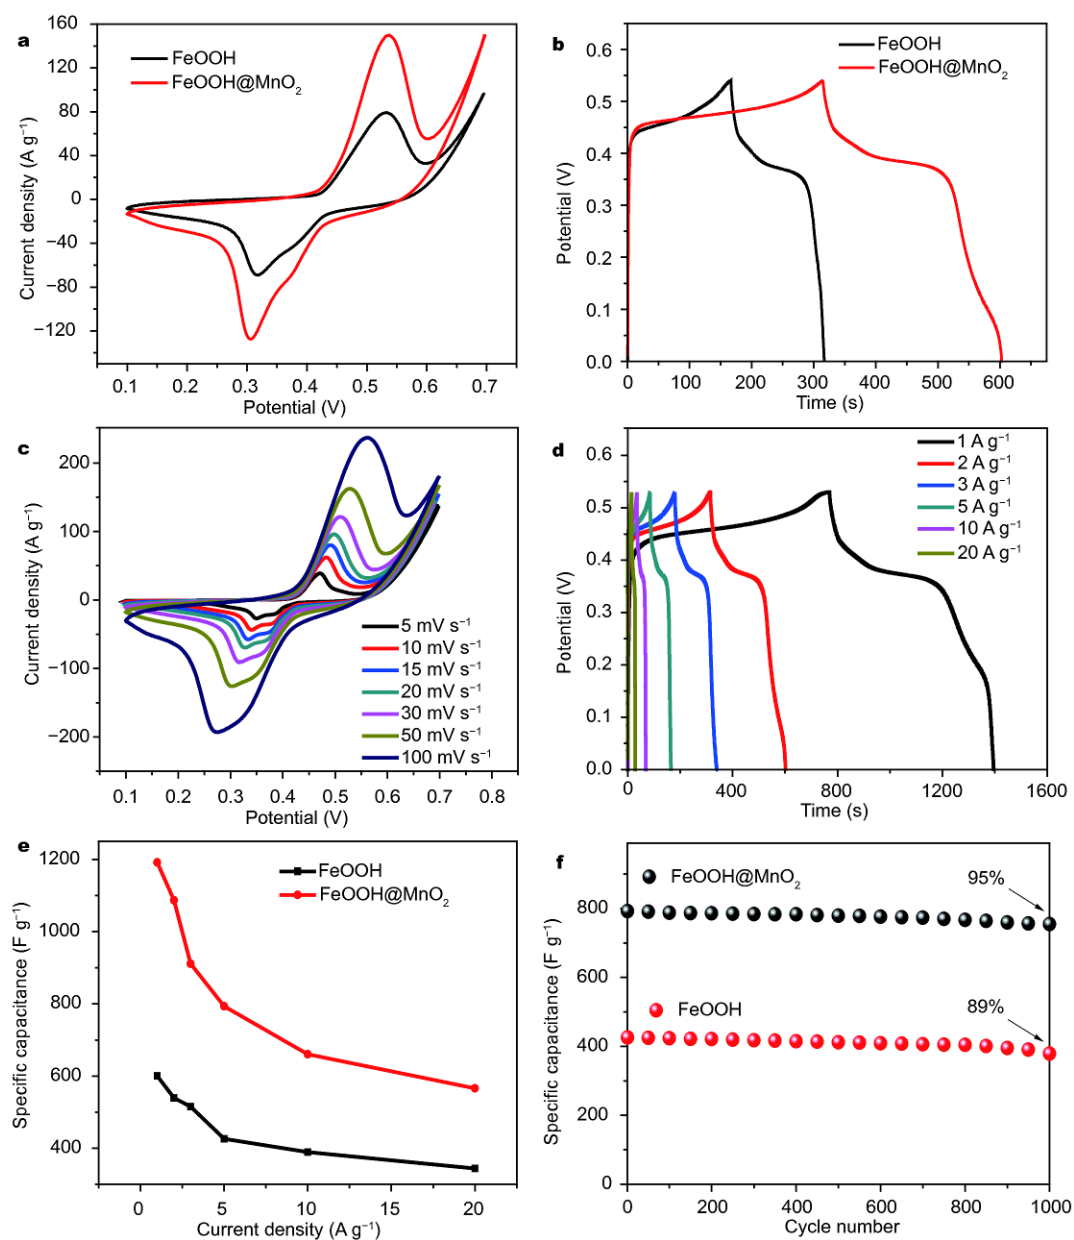 a
FeOOH
FeOOH@MnO₂
160
120
80
40
0
−40
−80
−120
0.1 0.2 0.3 0.4 0.5 0.6 0.7
Potential (V)
Current density (A g⁻¹)
b
FeOOH
FeOOH@MnO₂
0.6
0.5
0.4
0.3
0.2
0.1
0.0
0 100 200 300 400 500 600
Time (s)
Potential (V)
c
200
100
0
−100
−200
5 mV s⁻¹
10 mV s⁻¹
15 mV s⁻¹
20 mV s⁻¹
30 mV s⁻¹
50 mV s⁻¹
100 mV s⁻¹
0.1 0.2 0.3 0.4 0.5 0.6 0.7 0.8
Potential (V)
Current density (A g⁻¹)
d
1 A g⁻¹
2 A g⁻¹
3 A g⁻¹
5 A g⁻¹
10 A g⁻¹
20 A g⁻¹
0.6
0.5
0.4
0.3
0.2
0.1
0.0
0 400 800 1200 1600
Time (s)
Potential (V)
e
FeOOH
FeOOH@MnO₂
1200
1000
800
600
400
0 5 10 15 20
Current density (A g⁻¹)
Specific capacitance (F g⁻¹)
f
FeOOH@MnO₂
95%
FeOOH
89%
800
600
400
200
0
0 200 400 600 800 1000
Cycle number
Specific capacitance (F g⁻¹)